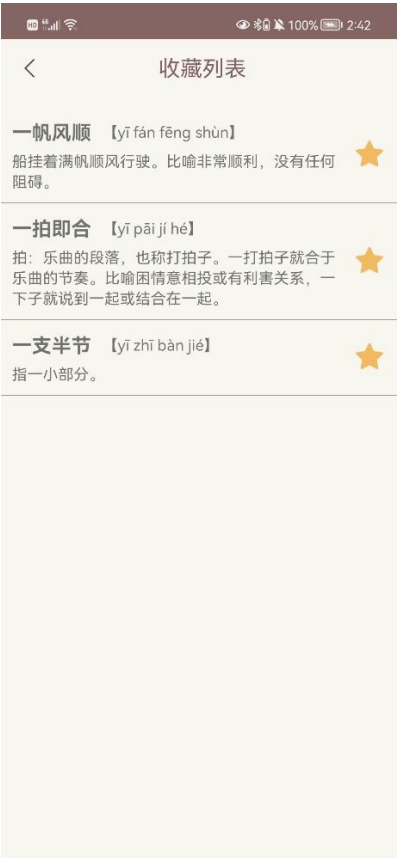 HD 100% 2:42
收藏列表
一帆风顺 【yī fán fēng shùn】
船挂着满帆顺风行驶。比喻非常顺利，没有任何
阻碍。
一拍即合 【yī pāi jí hé】
拍：乐曲的段落，也称打拍子。一打拍子就合于
乐曲的节奏。比喻困情意相投或有利害关系，一
下子就说到一起或结合在一起。
一支半节 【yī zhī bàn jié】
指一小部分。